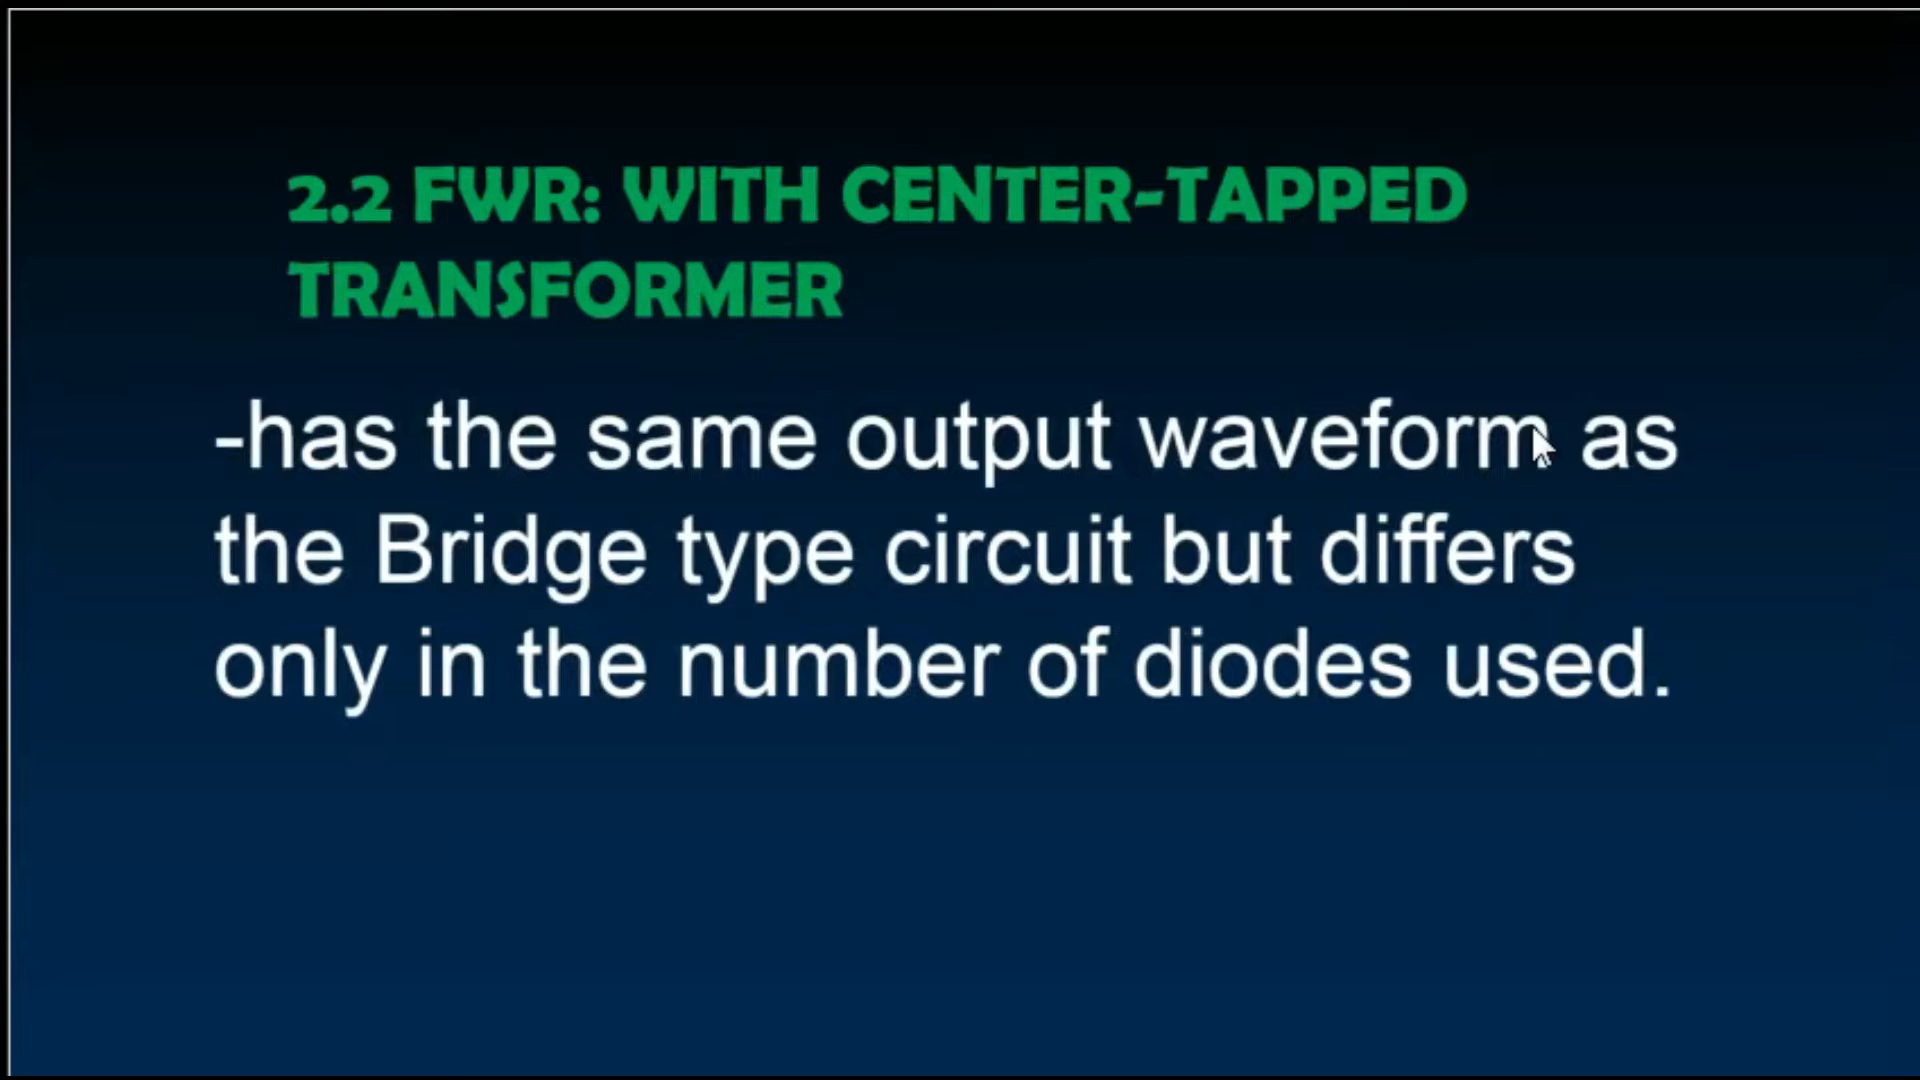 2.2 FWR: WITH CENTER-TAPPED
TRANSFORMER
-has the same output waveform as
the Bridge type circuit but differs
only in the number of diodes used.